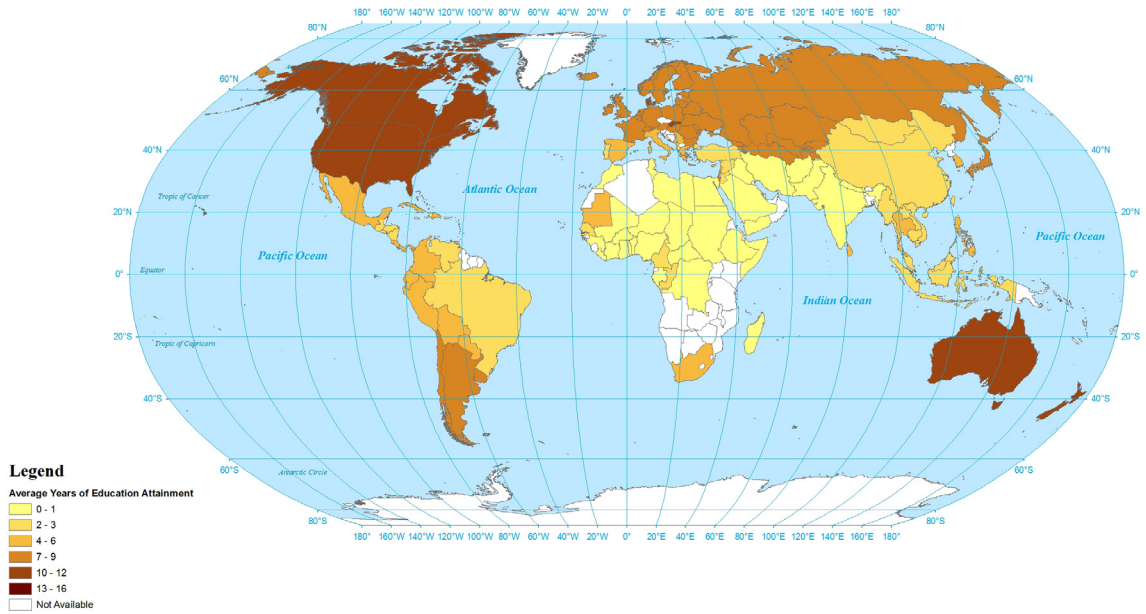 180° 160°W 140°W 120°W 100°W 80°W 60°W 40°W 20°W 0° 20°E 40°E 60°E 80°E 100°E 120°E 140°E 160°E 180°
80°N 80°N
60°N 60°N
40°N 40°N
Atlantic Ocean
Tropic of Cancer
20°N 20°N
Pacific Ocean Pacific Ocean
Equator
0° 0°
Indian Ocean
20°S 20°S
Tropic of Capricorn
40°S 40°S
60°S Antarctic Circle 60°S
80°S 80°S
180° 160°W 140°W 120°W 100°W 80°W 60°W 40°W 20°W 0° 20°E 40°E 60°E 80°E 100°E 120°E 140°E 160°E 180°
Legend
Average Years of Education Attainment
0 - 1
2 - 3
4 - 6
7 - 9
10 - 12
13 - 16
Not Available